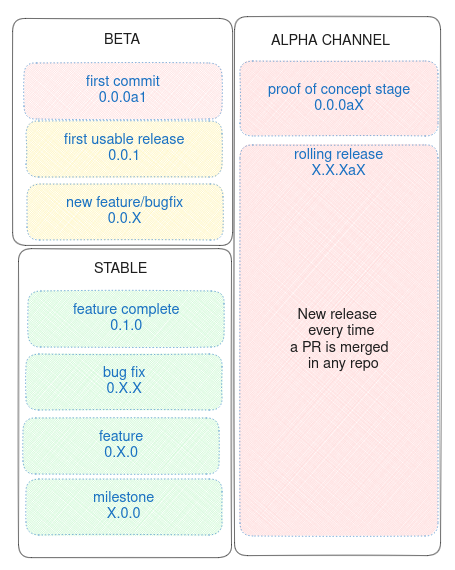 BETA
first commit
0.0.0a1
first usable release
0.0.1
new feature/bugfix
0.0.X
STABLE
feature complete
0.1.0
bug fix
0.X.X
feature
0.X.0
milestone
X.0.0
ALPHA CHANNEL
proof of concept stage
0.0.0aX
rolling release
X.X.XaX
New release
every time
a PR is merged
in any repo